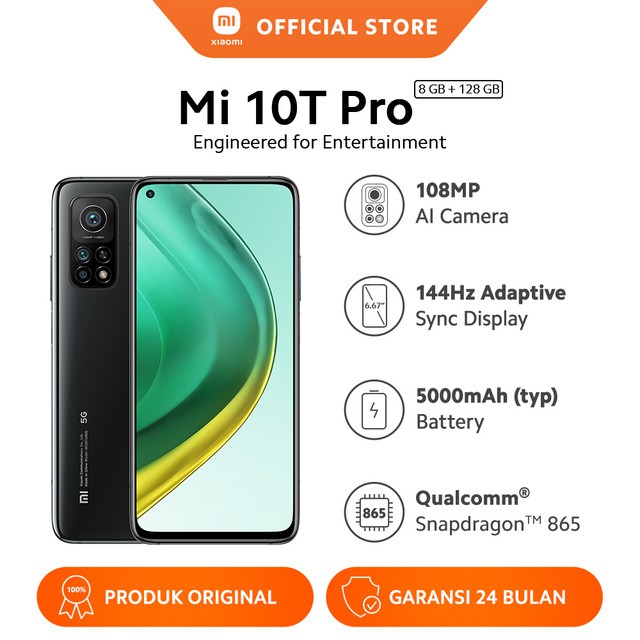 xiaomi
OFFICIAL STORE
Mi 10T Pro
8 GB + 128 GB
Engineered for Entertainment
108MP
AI Camera
6.67"
144Hz Adaptive
Sync Display
5000mAh (typ)
Battery
865
Qualcomm®
Snapdragon™ 865
5G
100%
PRODUK ORIGINAL
GARANSI 24 BULAN